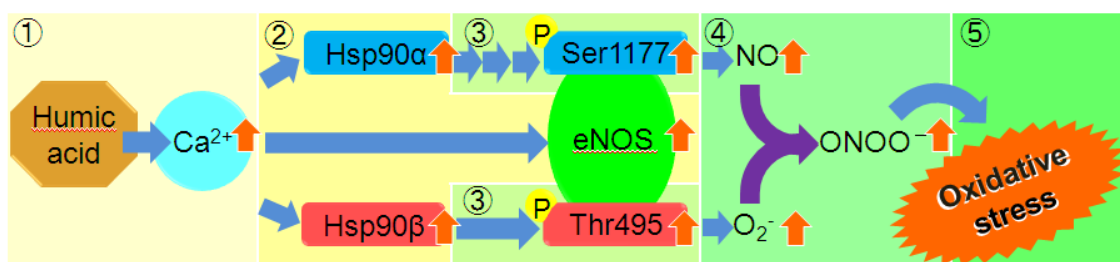 ①
Humic
acid
Ca²⁺
②
Hsp90α
③
P
Ser1177
eNOS
Hsp90β
③
P
Thr495
④
NO
O₂⁻
ONOO⁻
⑤
Oxidative
stress